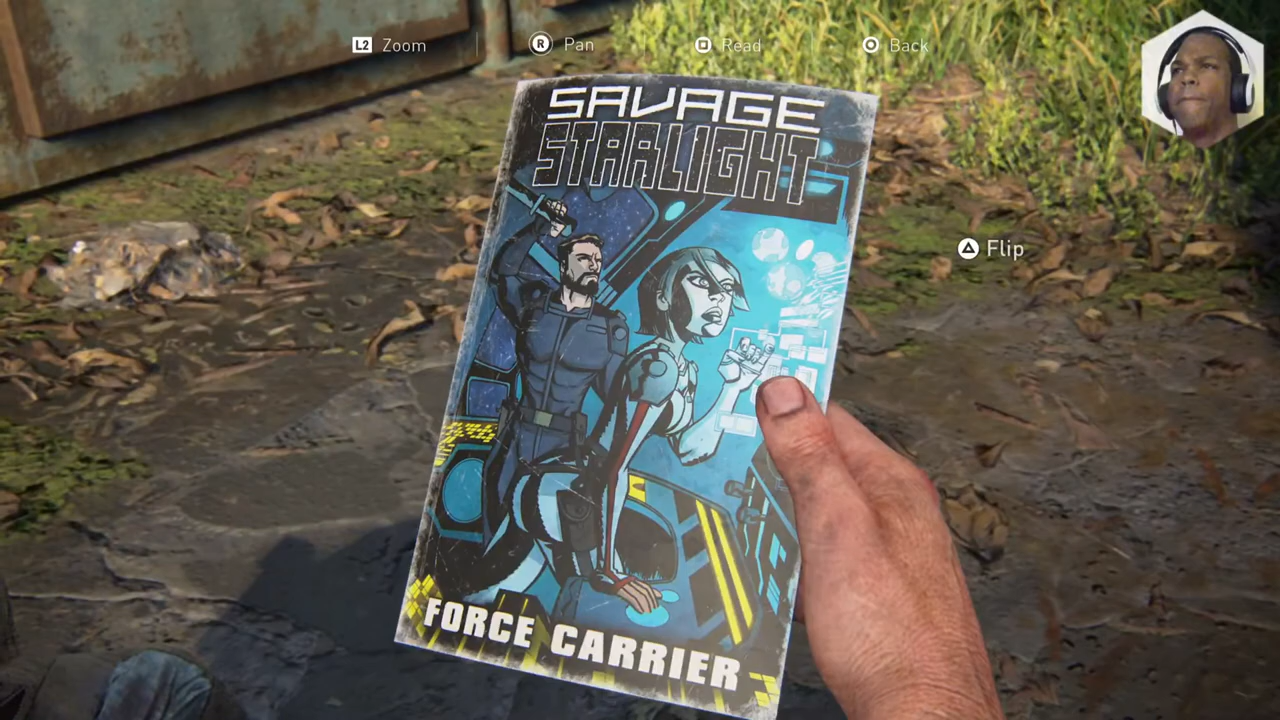 L2 Zoom
R Pan
Read
Back
SAVAGE
STARLIGHT
Flip
FORCE CARRIER